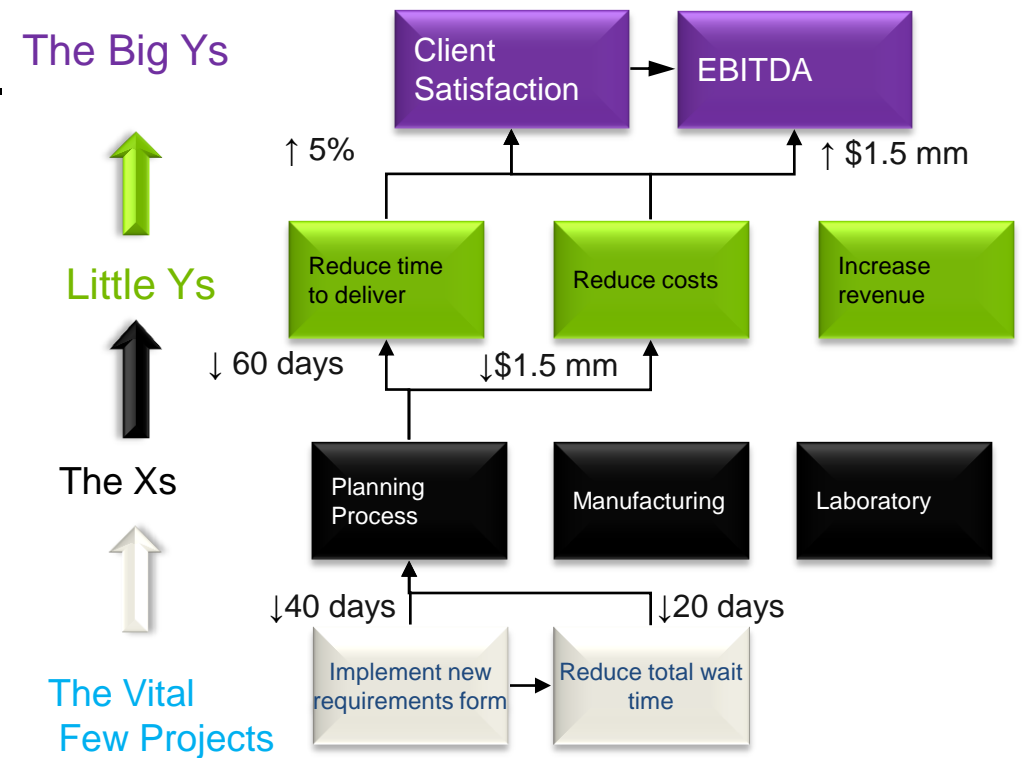 The Big Ys
Client
Satisfaction
EBITDA
↑ 5%
↑ $1.5 mm
Little Ys
Reduce time
to deliver
Reduce costs
Increase
revenue
↓ 60 days
↓$1.5 mm
The Xs
Planning
Process
Manufacturing
Laboratory
↓40 days
↓20 days
The Vital
Few Projects
Implement new
requirements form
Reduce total wait
time